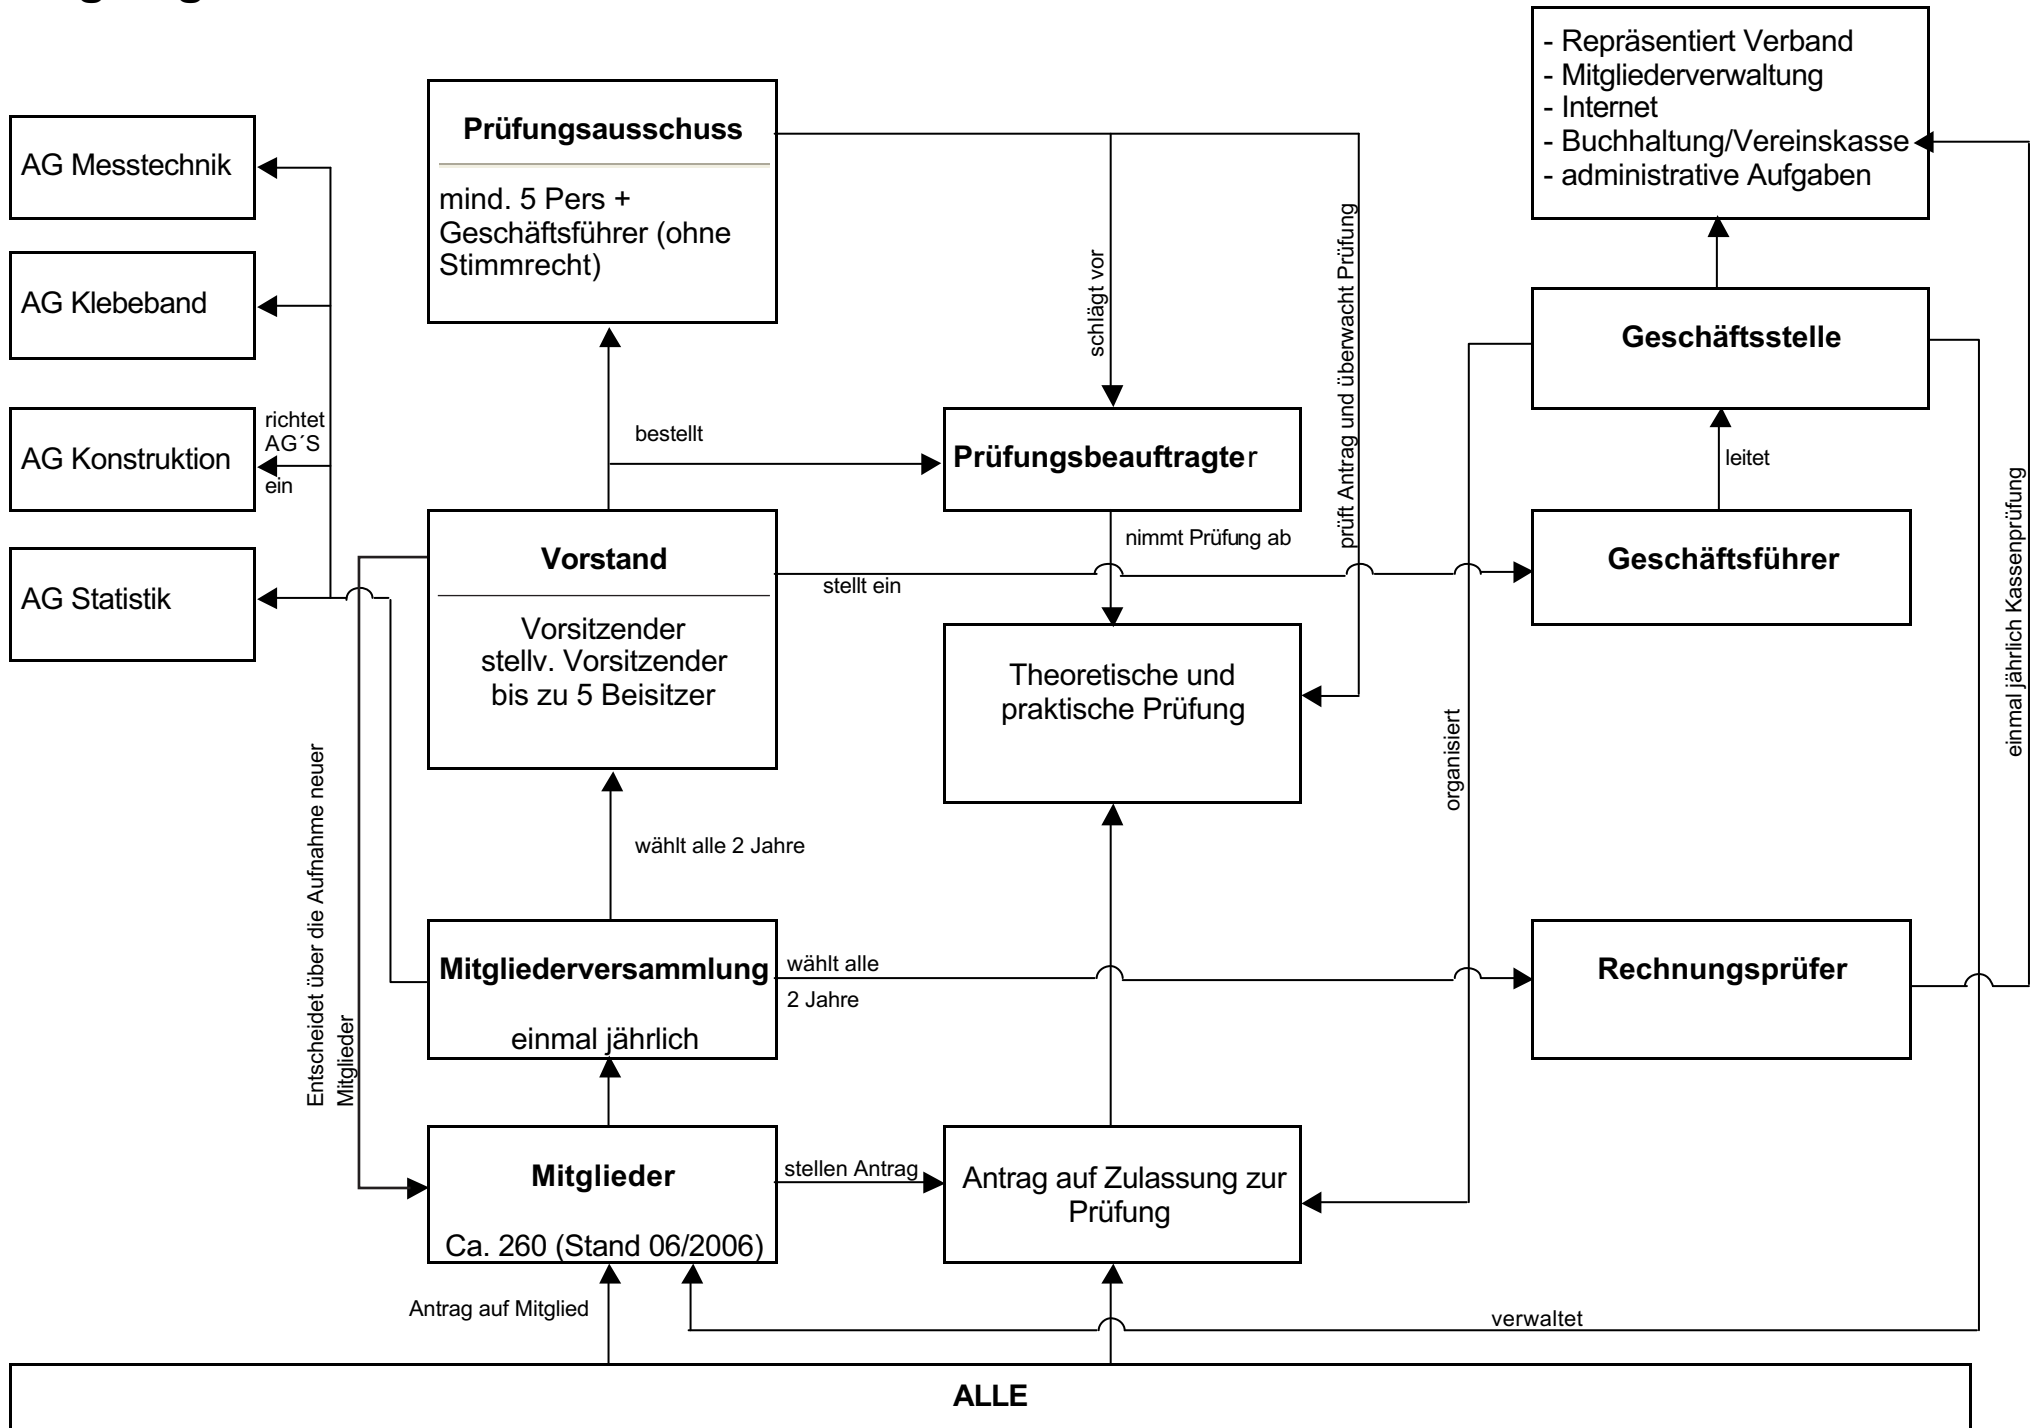 - Repräsentiert Verband
- Mitgliederverwaltung
- Internet
- Buchhaltung/Vereinskasse
- administrative Aufgaben
Prüfungsausschuss
mind. 5 Pers +
Geschäftsführer (ohne
Stimmrecht)
AG Messtechnik
AG Klebeband
AG Konstruktion
AG Statistik
richtet
AG´S
ein
schlägt vor
prüft Antrag und überwacht Prüfung
Geschäftsstelle
bestellt
Prüfungsbeauftragter
leitet
einmal jährlich Kassenprüfung
nimmt Prüfung ab
Vorstand
Vorsitzender
stellv. Vorsitzender
bis zu 5 Beisitzer
stellt ein
Geschäftsführer
Theoretische und
praktische Prüfung
organisiert
Entscheidet über die Aufnahme neuer
Mitglieder
wählt alle 2 Jahre
Mitgliederversammlung
einmal jährlich
wählt alle
2 Jahre
Rechnungsprüfer
Mitglieder
Ca. 260 (Stand 06/2006)
stellen Antrag
Antrag auf Zulassung zur
Prüfung
Antrag auf Mitglied
verwaltet
ALLE